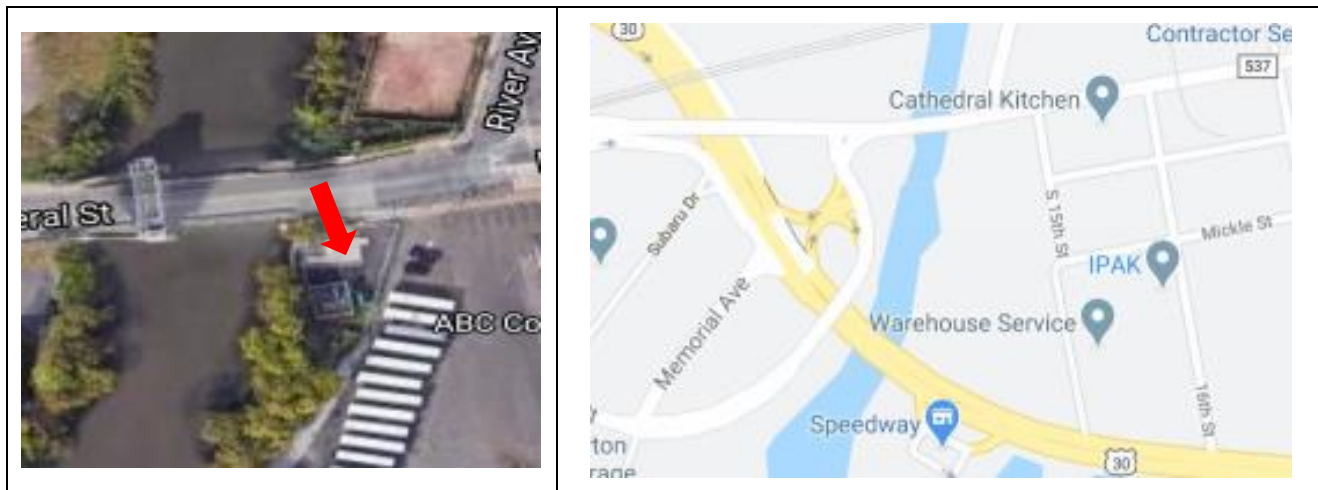 River Av
eral St
ABC Co
30
Contractor Se
537
Cathedral Kitchen
Subaru Dr
S 15th St
Mickle St
IPAK
Memorial Ave
Warehouse Service
16th St
Speedway
ton
rage
30